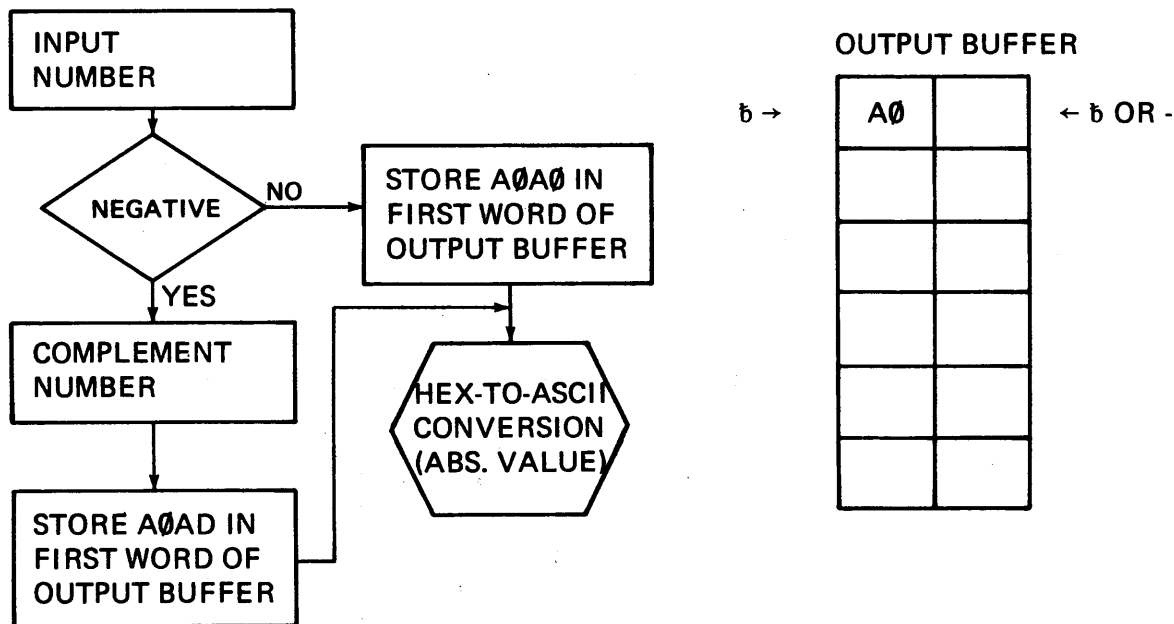 INPUT
NUMBER
NEGATIVE
NO
YES
STORE AØAØ IN
FIRST WORD OF
OUTPUT BUFFER
COMPLEMENT
NUMBER
HEX-TO-ASCII
CONVERSION
(ABS. VALUE)
STORE AØAD IN
FIRST WORD OF
OUTPUT BUFFER
OUTPUT BUFFER
ƀ → AØ ← ƀ OR -